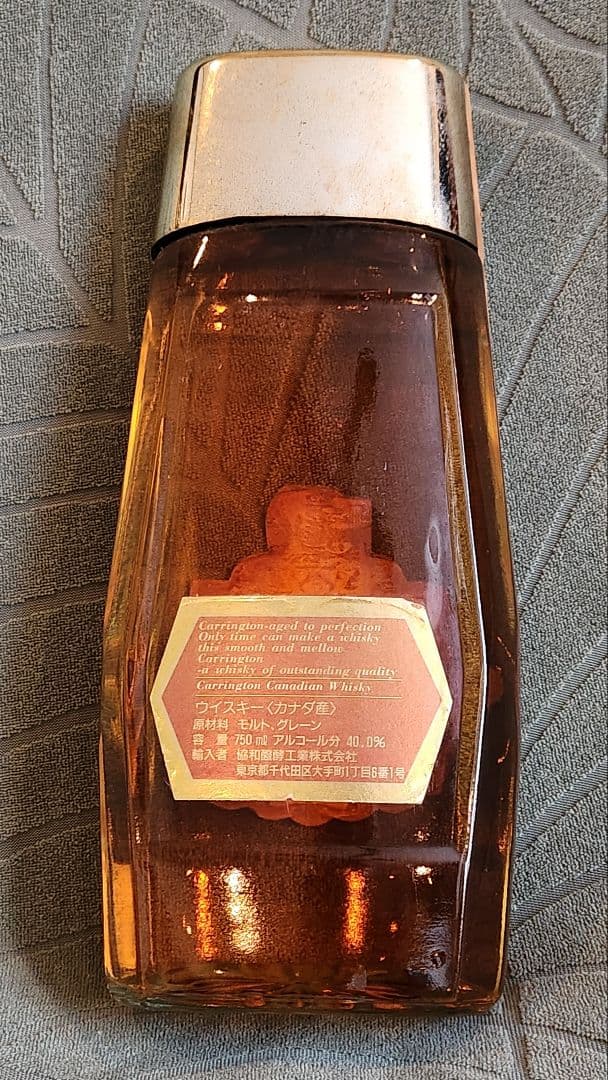 Carrington-aged to perfection
Only time can make a whisky
this smooth and mellow
Carrington
-a whisky of outstanding quality
Carrington Canadian Whisky
ウイスキー〈カナダ産〉
原材料 モルト、グレーン
容 量 750㎖ アルコール分 40.0%
輸入者 協和醱酵工業株式会社
東京都千代田区大手町1丁目6番1号